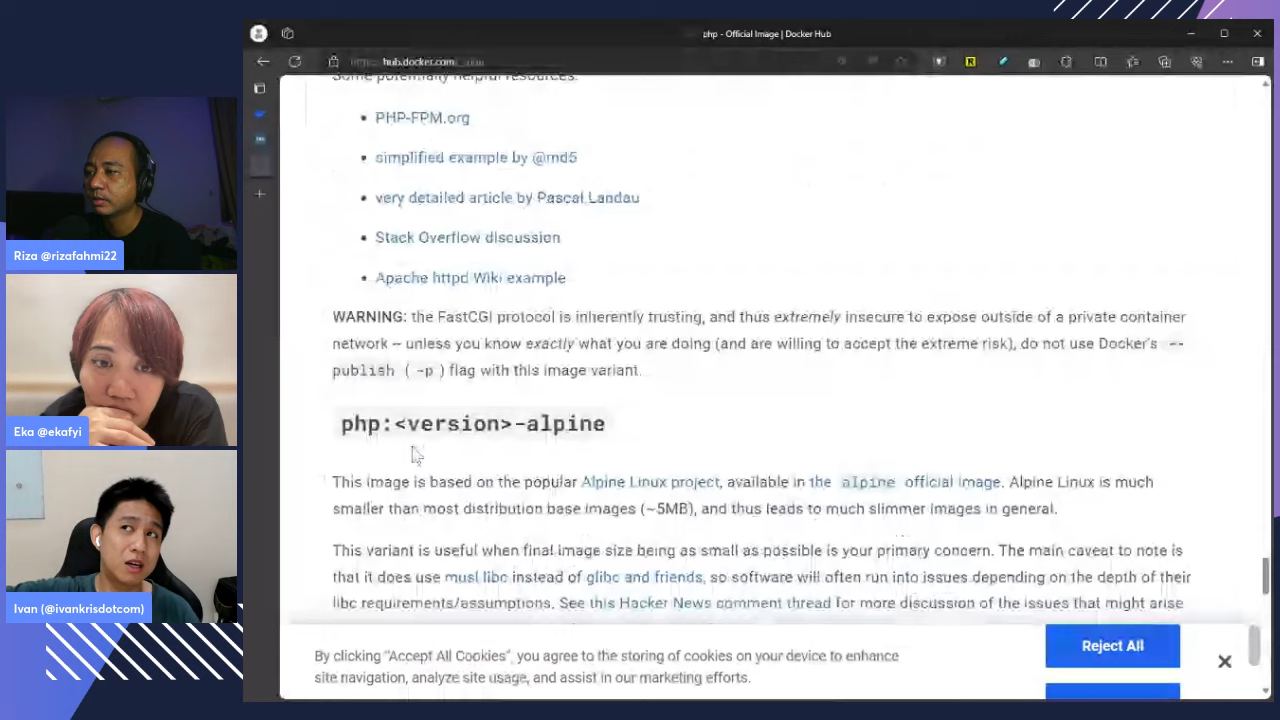 php - Official Image | Docker Hub
hub.docker.com
Some potentially helpful resources:
• PHP-FPM.org
• simplified example by @md5
• very detailed article by Pascal Landau
• Stack Overflow discussion
• Apache httpd Wiki example
WARNING: the FastCGI protocol is inherently trusting, and thus extremely insecure to expose outside of a private container
network – unless you know exactly what you are doing (and are willing to accept the extreme risk), do not use Docker's --
publish ( -p ) flag with this image variant.
php:<version>-alpine
This image is based on the popular Alpine Linux project, available in the alpine official image. Alpine Linux is much
smaller than most distribution base images (~5MB), and thus leads to much slimmer images in general.
This variant is useful when final image size being as small as possible is your primary concern. The main caveat to note is
that it does use musl libc instead of glibc and friends, so software will often run into issues depending on the depth of their
libc requirements/assumptions. See this Hacker News comment thread for more discussion of the issues that might arise
By clicking "Accept All Cookies", you agree to the storing of cookies on your device to enhance
site navigation, analyze site usage, and assist in our marketing efforts.
Reject All
Riza @rizafahmi22
Eka @ekafyi
Ivan (@ivankrisdotcom)